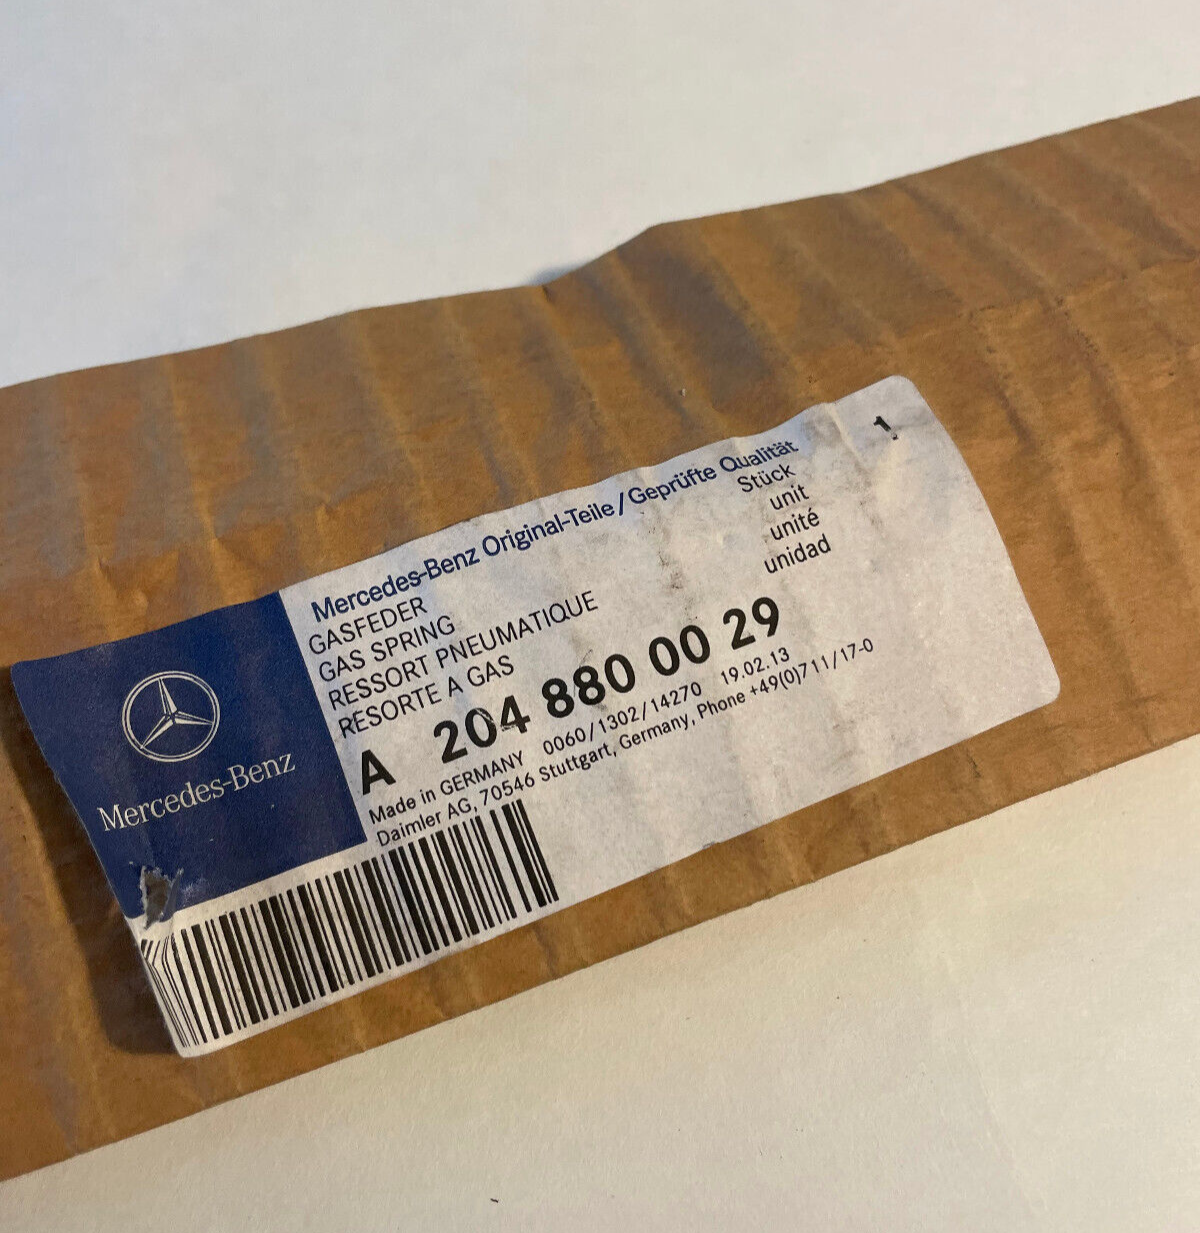 Mercedes-Benz
Mercedes-Benz Original-Teile/Geprüfte Qualität
1
Stück
unit
unité
unidad
GASFEDER
GAS SPRING
RESSORT PNEUMATIQUE
RESORTE A GAS
A 204 880 00 29
Made in GERMANY 0060/1302/14270 19.02.13
Daimler AG, 70546 Stuttgart, Germany, Phone +49(0)711/17-0